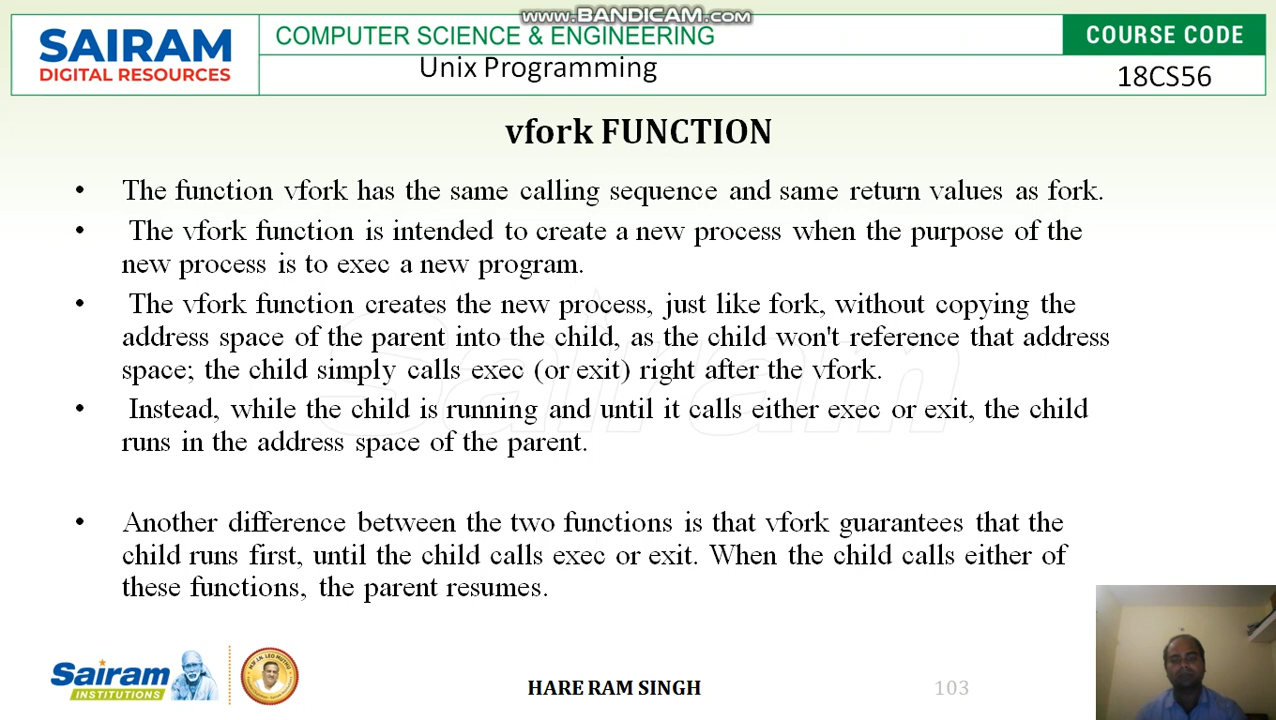 www.BANDICAM.com
SAIRAM
DIGITAL RESOURCES
COMPUTER SCIENCE & ENGINEERING
COURSE CODE
Unix Programming
18CS56
vfork FUNCTION
• The function vfork has the same calling sequence and same return values as fork.
• The vfork function is intended to create a new process when the purpose of the
new process is to exec a new program.
• The vfork function creates the new process, just like fork, without copying the
address space of the parent into the child, as the child won't reference that address
space; the child simply calls exec (or exit) right after the vfork.
• Instead, while the child is running and until it calls either exec or exit, the child
runs in the address space of the parent.
• Another difference between the two functions is that vfork guarantees that the
child runs first, until the child calls exec or exit. When the child calls either of
these functions, the parent resumes.
Sairam
Sairam
INSTITUTIONS
HARE RAM SINGH
103